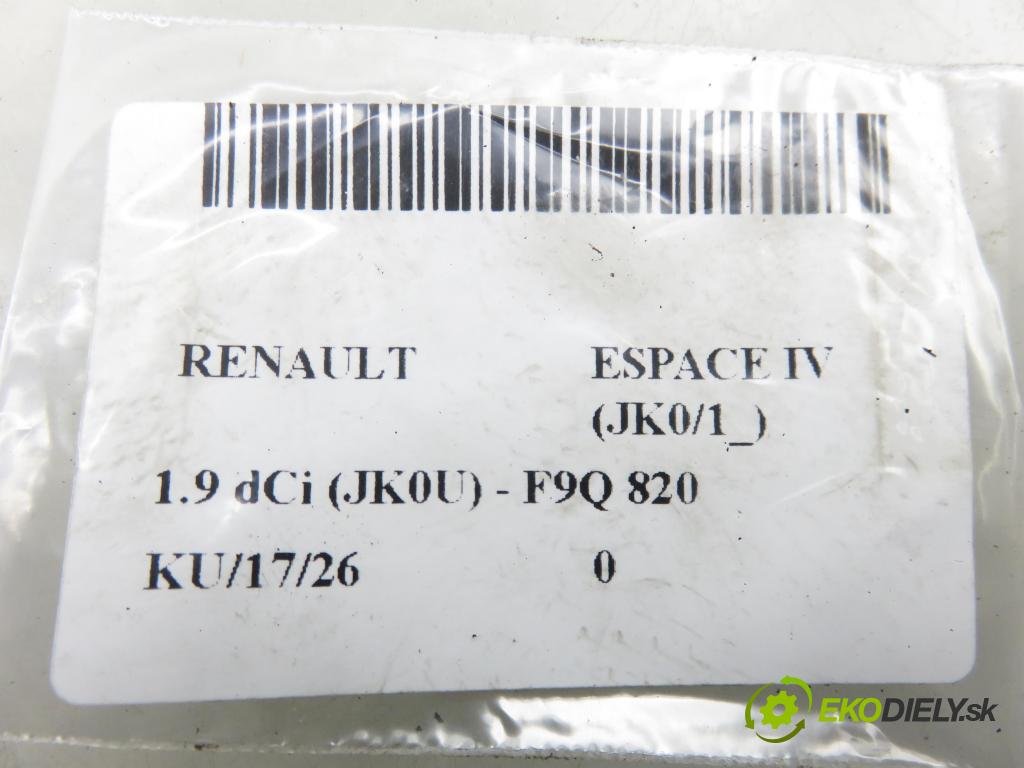 RENAULT ESPACE IV
(JK0/1_)
1.9 dCi (JK0U) - F9Q 820
KU/17/26 0
EKODIELY.sk